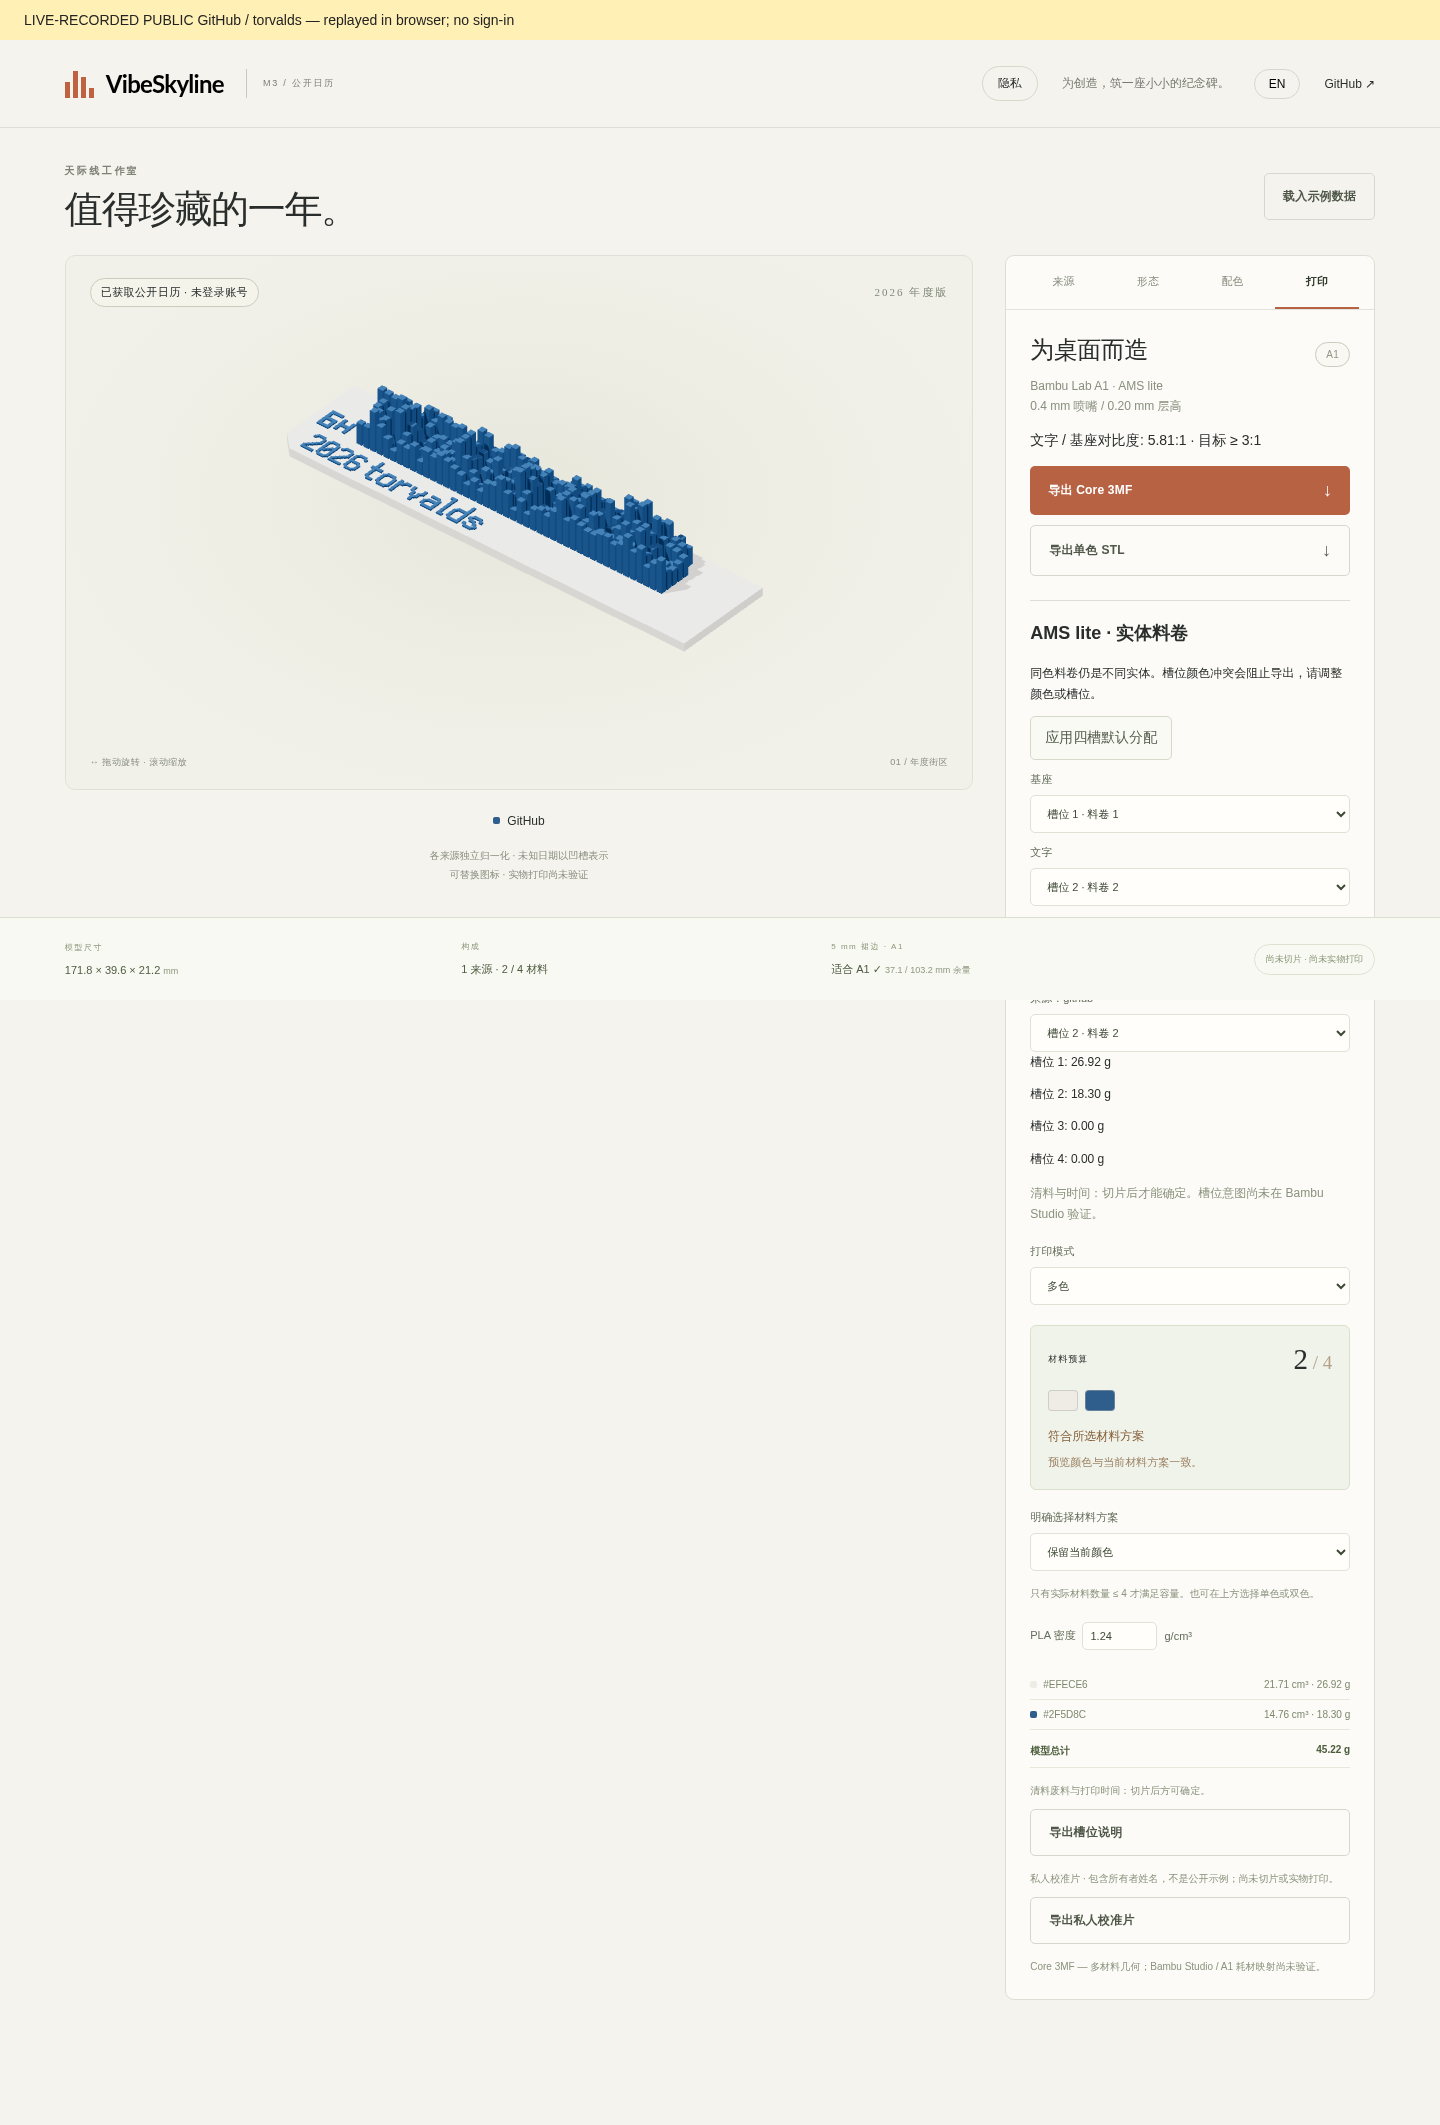 LIVE-RECORDED PUBLIC GitHub / torvalds — replayed in browser; no sign-in
VibeSkyline
M3 / 公开日历
隐私
为创造，筑一座小小的纪念碑。
EN
GitHub ↗
天际线工作室
值得珍藏的一年。
载入示例数据
已获取公开日历 · 未登录账号
2026 年度版
GH
2026 torvalds
↔ 拖动旋转 · 滚动缩放
01 / 年度街区
GitHub
各来源独立归一化 · 未知日期以凹槽表示
可替换图标 · 实物打印尚未验证
来源
形态
配色
打印
为桌面而造
A1
Bambu Lab A1 · AMS lite
0.4 mm 喷嘴 / 0.20 mm 层高
文字 / 基座对比度: 5.81:1 · 目标 ≥ 3:1
导出 Core 3MF ↓
导出单色 STL ↓
AMS lite · 实体料卷
同色料卷仍是不同实体。槽位颜色冲突会阻止导出，请调整
颜色或槽位。
应用四槽默认分配
基座
槽位 1 · 料卷 1
文字
槽位 2 · 料卷 2
模型尺寸
171.8 × 39.6 × 21.2 mm
构成
1 来源 · 2 / 4 材料
5 mm 裙边 · A1
适合 A1 ✓ 37.1 / 103.2 mm 余量
尚未切片 · 尚未实物打印
槽位 2 · 料卷 2
槽位 1: 26.92 g
槽位 2: 18.30 g
槽位 3: 0.00 g
槽位 4: 0.00 g
清料与时间：切片后才能确定。槽位意图尚未在 Bambu
Studio 验证。
打印模式
多色
材料预算
2 / 4
符合所选材料方案
预览颜色与当前材料方案一致。
明确选择材料方案
保留当前颜色
只有实际材料数量 ≤ 4 才满足容量。也可在上方选择单色或双色。
PLA 密度 1.24 g/cm³
#EFECE6 21.71 cm³ · 26.92 g
#2F5D8C 14.76 cm³ · 18.30 g
模型总计 45.22 g
清料废料与打印时间：切片后方可确定。
导出槽位说明
私人校准片 · 包含所有者姓名，不是公开示例；尚未切片或实物打印。
导出私人校准片
Core 3MF — 多材料几何；Bambu Studio / A1 耗材映射尚未验证。